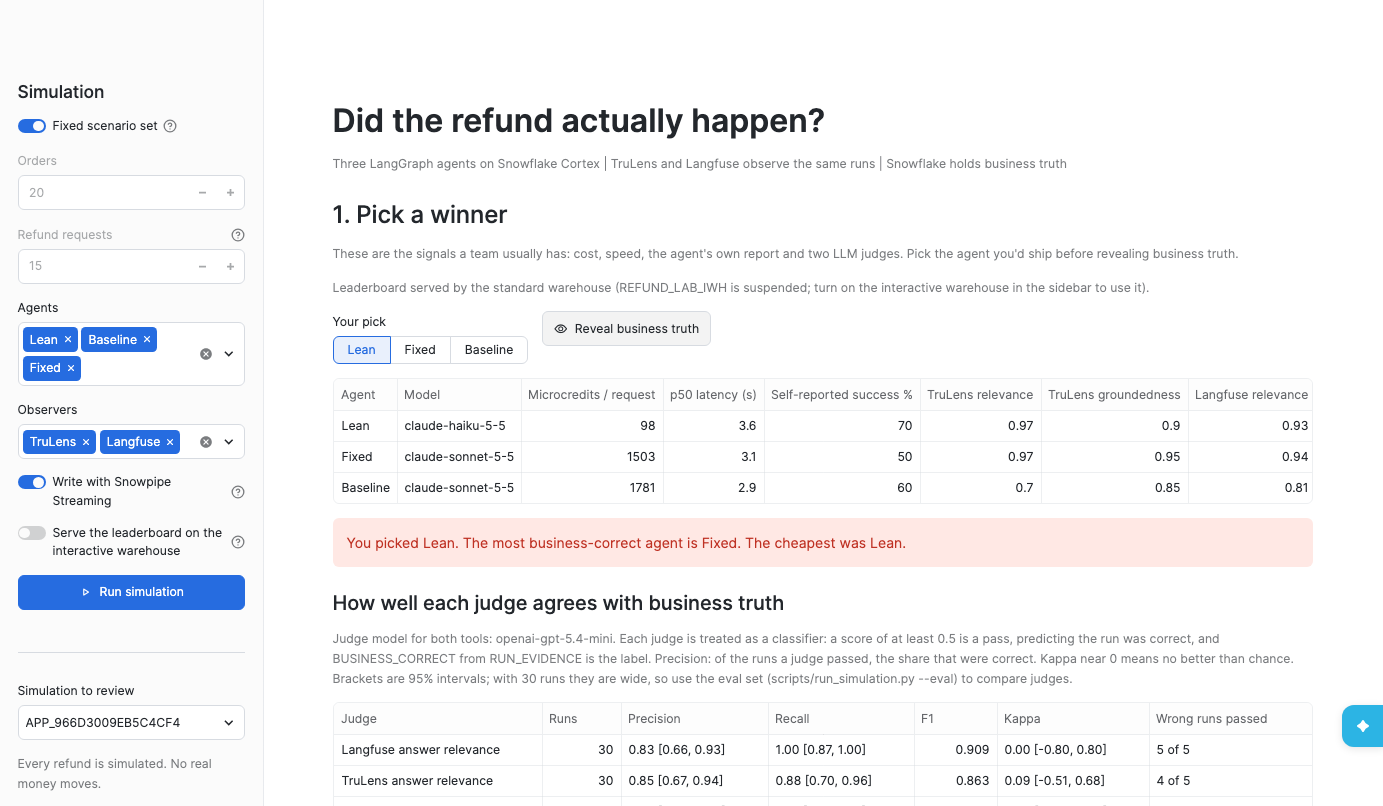 Simulation
Fixed scenario set
Orders
20
Refund requests
15
Agents
Lean
Baseline
Fixed
Observers
TruLens
Langfuse
Write with Snowpipe
Streaming
Serve the leaderboard on the
interactive warehouse
Run simulation
Simulation to review
APP_966D3009EB5C4CF4
Every refund is simulated. No real
money moves.
Did the refund actually happen?
Three LangGraph agents on Snowflake Cortex | TruLens and Langfuse observe the same runs | Snowflake holds business truth
1. Pick a winner
These are the signals a team usually has: cost, speed, the agent's own report and two LLM judges. Pick the agent you'd ship before revealing business truth.
Leaderboard served by the standard warehouse (REFUND_LAB_IWH is suspended; turn on the interactive warehouse in the sidebar to use it).
Your pick
Lean Fixed Baseline
Reveal business truth
Agent Model Microcredits / request p50 latency (s) Self-reported success % TruLens relevance TruLens groundedness Langfuse relevance
Lean claude-haiku-5-5 98 3.6 70 0.97 0.9 0.93
Fixed claude-sonnet-5-5 1503 3.1 50 0.97 0.95 0.94
Baseline claude-sonnet-5-5 1781 2.9 60 0.7 0.85 0.81
You picked Lean. The most business-correct agent is Fixed. The cheapest was Lean.
How well each judge agrees with business truth
Judge model for both tools: openai-gpt-5.4-mini. Each judge is treated as a classifier: a score of at least 0.5 is a pass, predicting the run was correct, and
BUSINESS_CORRECT from RUN_EVIDENCE is the label. Precision: of the runs a judge passed, the share that were correct. Kappa near 0 means no better than chance.
Brackets are 95% intervals; with 30 runs they are wide, so use the eval set (scripts/run_simulation.py --eval) to compare judges.
Judge Runs Precision Recall F1 Kappa Wrong runs passed
Langfuse answer relevance 30 0.83 [0.66, 0.93] 1.00 [0.87, 1.00] 0.909 0.00 [-0.80, 0.80] 5 of 5
TruLens answer relevance 30 0.85 [0.67, 0.94] 0.88 [0.70, 0.96] 0.863 0.09 [-0.51, 0.68] 4 of 5